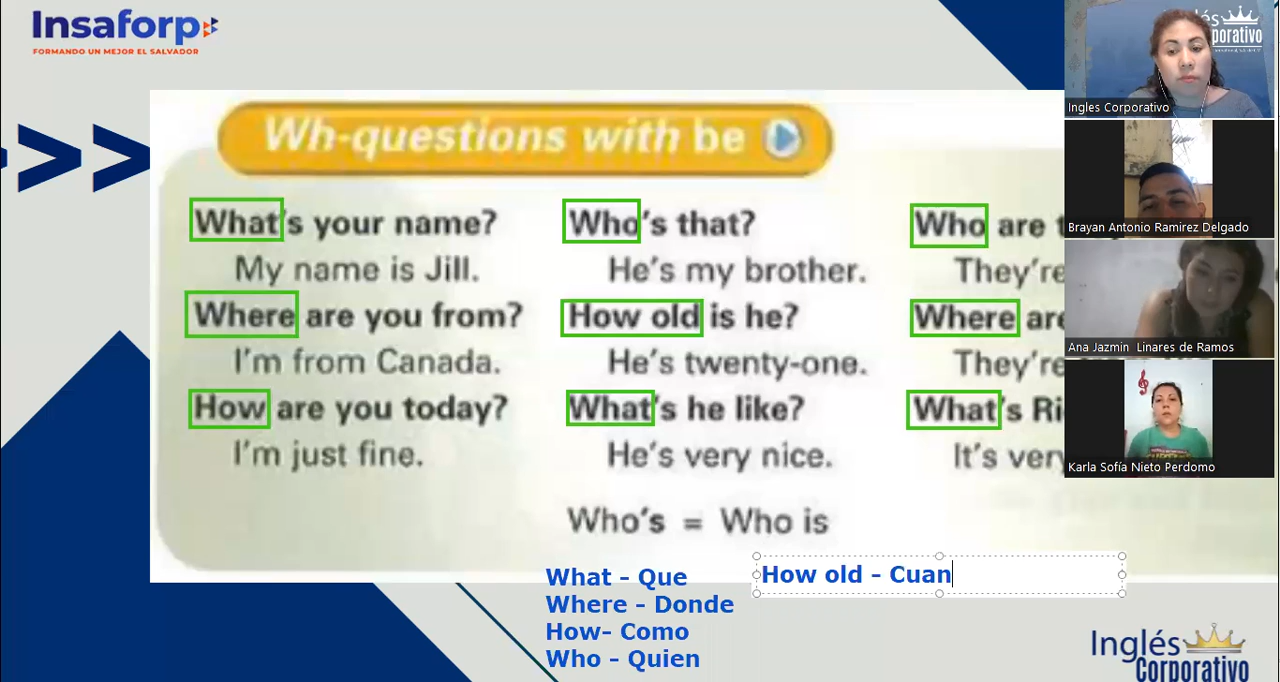 Insaforp
FORMANDO UN MEJOR EL SALVADOR
Wh-questions with be
What's your name?
My name is Jill.
Where are you from?
I'm from Canada.
How are you today?
I'm just fine.
Who's that?
He's my brother.
How old is he?
He's twenty-one.
What's he like?
He's very nice.
Who's = Who is
Who are
They're
Where are
They're
What's
It's very
What - Que
Where - Donde
How- Como
Who - Quien
How old - Cuan
Inglés
Corporativo
Ingles Corporativo
Brayan Antonio Ramirez Delgado
Ana Jazmin Linares de Ramos
Karla Sofía Nieto Perdomo